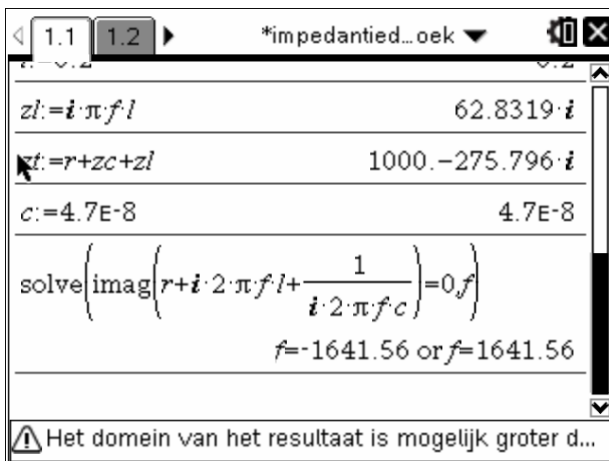 1.1 1.2 *impedantied...oek
zl:=i·π·f·l 62.8319·i
zt:=r+zc+zl 1000.-275.796·i
c:=4.7E-8 4.7E-8
solve(imag(r+i·2·π·f·l+1/(i·2·π·f·c))=0,f)
f=-1641.56 or f=1641.56
Het domein van het resultaat is mogelijk groter d...